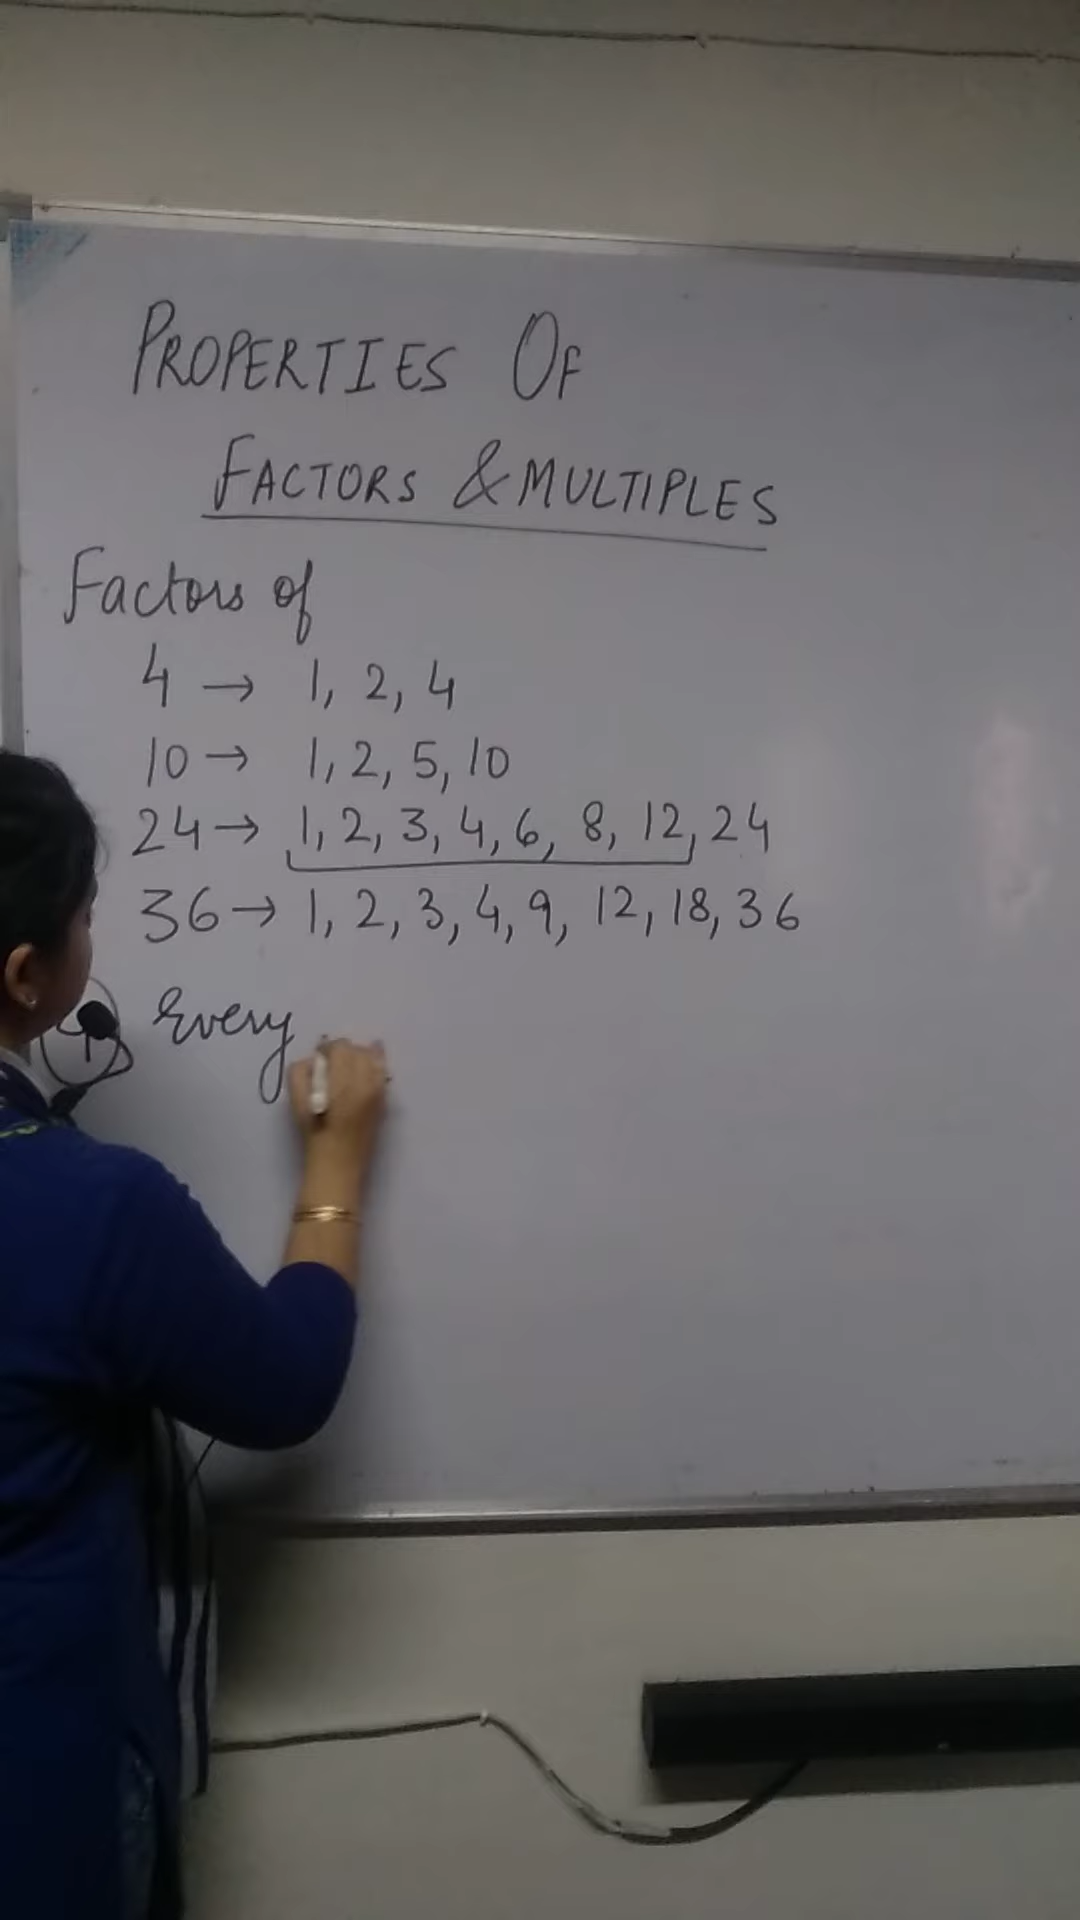 PROPERTIES OF
FACTORS & MULTIPLES
Factors of
4 → 1, 2, 4
10 → 1, 2, 5, 10
24 → 1, 2, 3, 4, 6, 8, 12, 24
36 → 1, 2, 3, 4, 9, 12, 18, 36
Every